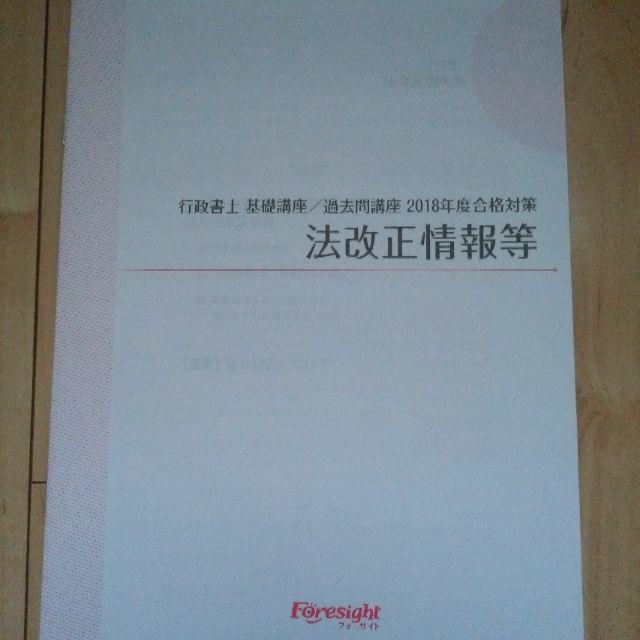 行政書士 基礎講座／過去問講座 2018年度合格対策
法改正情報等
Foresight
フォーサイト